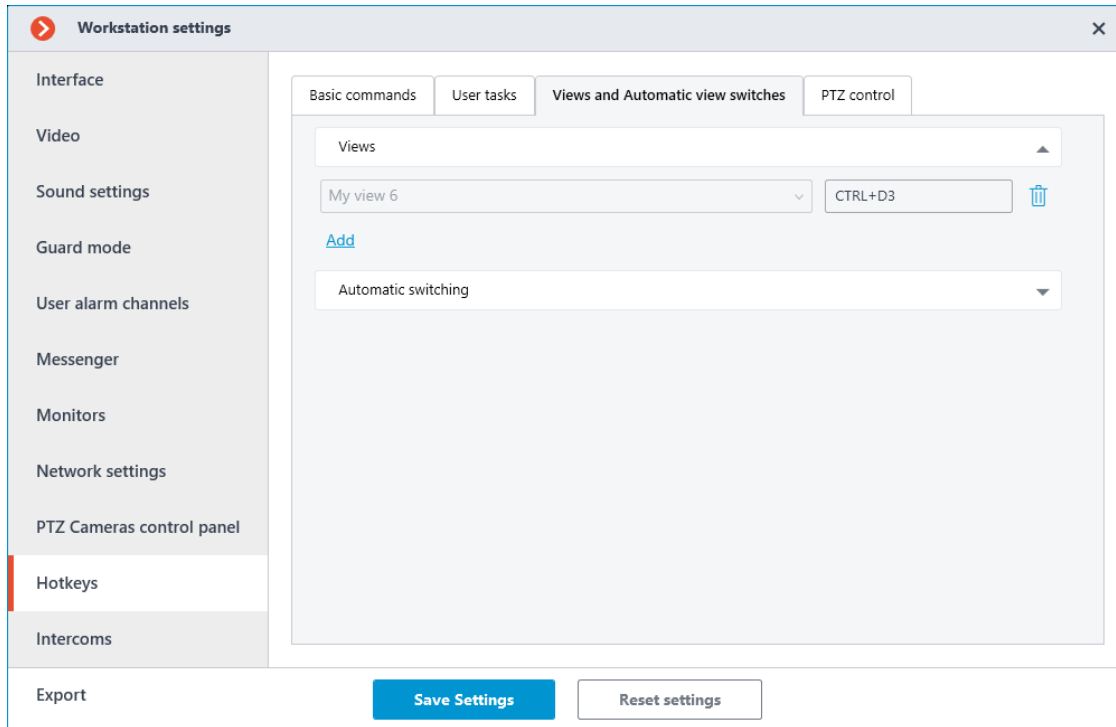 Workstation settings
Interface
Video
Sound settings
Guard mode
User alarm channels
Messenger
Monitors
Network settings
PTZ Cameras control panel
Hotkeys
Intercoms
Export
Basic commands
User tasks
Views and Automatic view switches
PTZ control
Views
My view 6
CTRL+D3
Add
Automatic switching
Save Settings
Reset settings